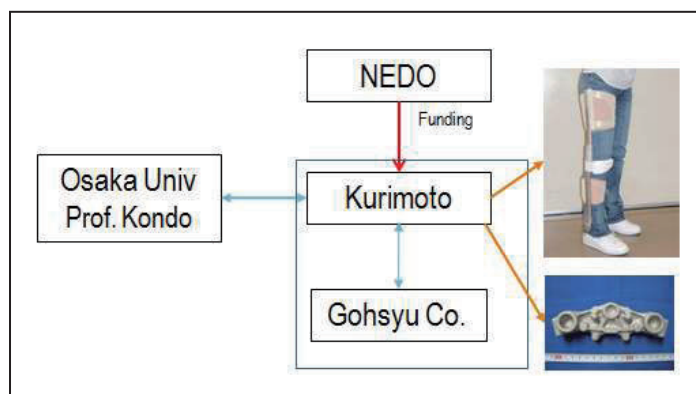 NEDO
Funding
Osaka Univ
Prof. Kondo
Kurimoto
Gohsyu Co.